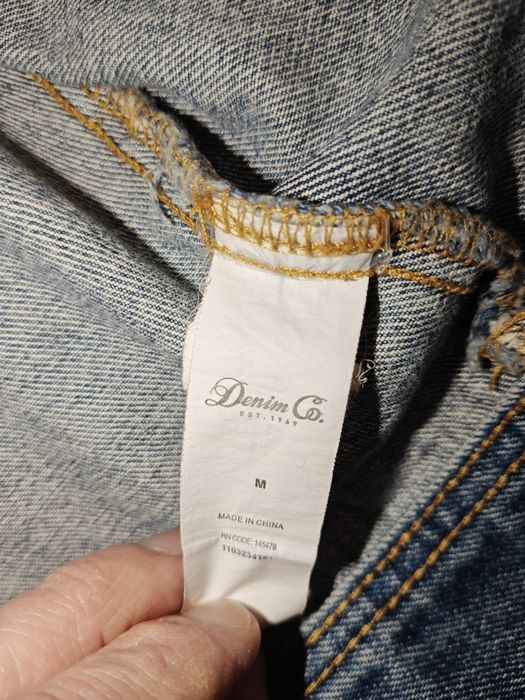 Denim Co.
EST. 1969
M
MADE IN CHINA
RN CODE: 145478